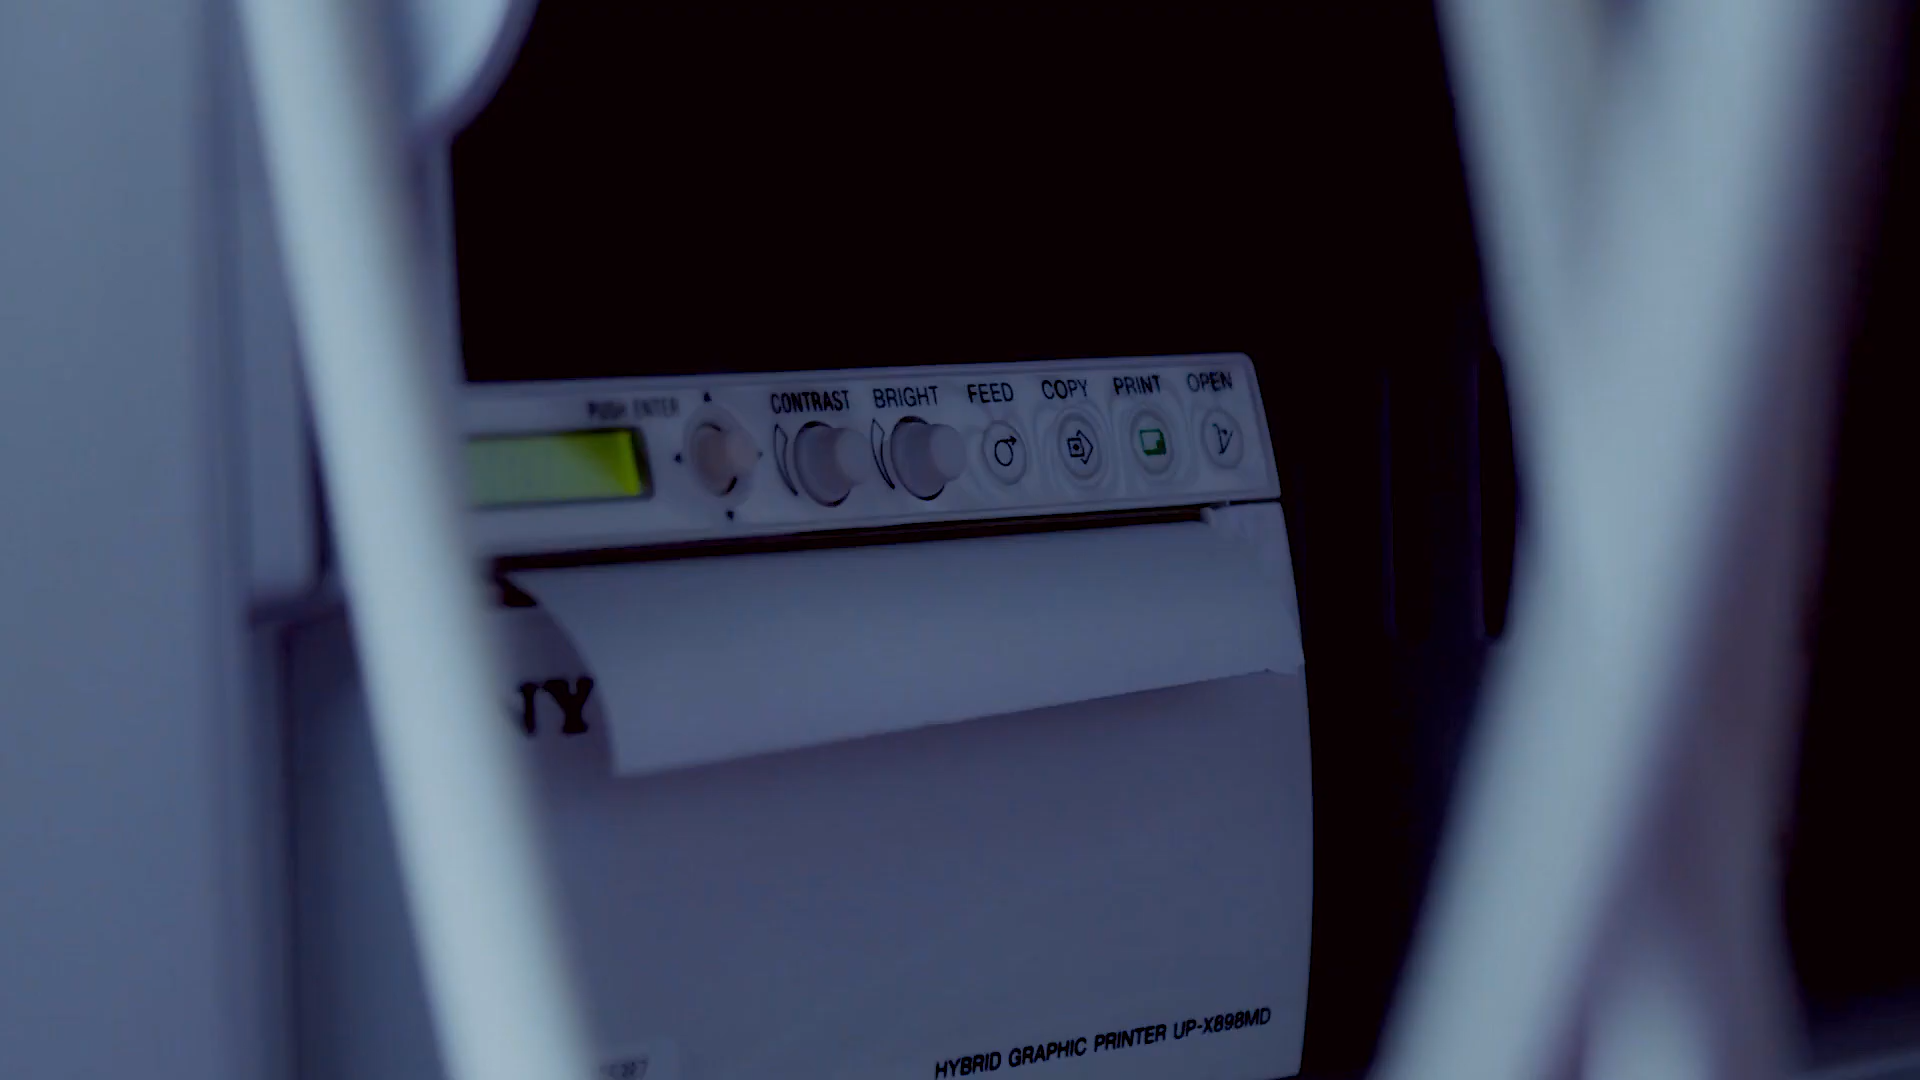 PUSH ENTER
CONTRAST BRIGHT FEED COPY PRINT OPEN
NY
HYBRID GRAPHIC PRINTER UP-X898MD